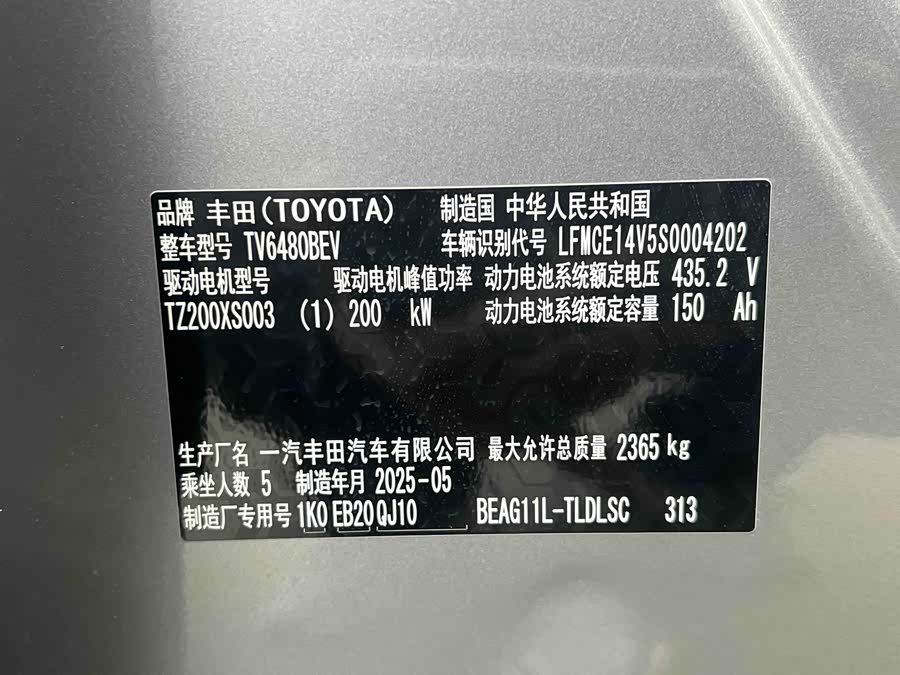 品牌 丰田(TOYOTA) 制造国 中华人民共和国
整车型号 TV6480BEV 车辆识别代号 LFMCE14V5S0004202
驱动电机型号 驱动电机峰值功率 动力电池系统额定电压 435.2 V
TZ200XS003 (1) 200 kW 动力电池系统额定容量 150 Ah
生产厂名 一汽丰田汽车有限公司 最大允许总质量 2365 kg
乘坐人数 5 制造年月 2025-05
制造厂专用号 1K0 EB20 QJ10 BEAG11L-TLDLSC 313